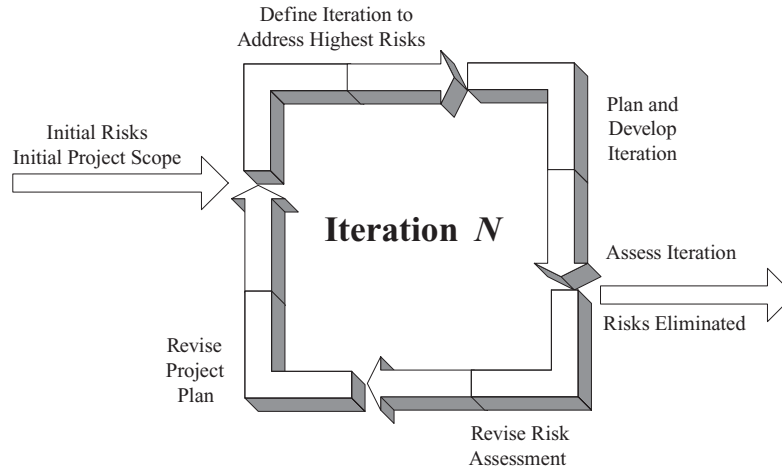 Define Iteration to
Address Highest Risks
Initial Risks
Initial Project Scope
Plan and
Develop
Iteration
Iteration N
Assess Iteration
Risks Eliminated
Revise
Project
Plan
Revise Risk
Assessment